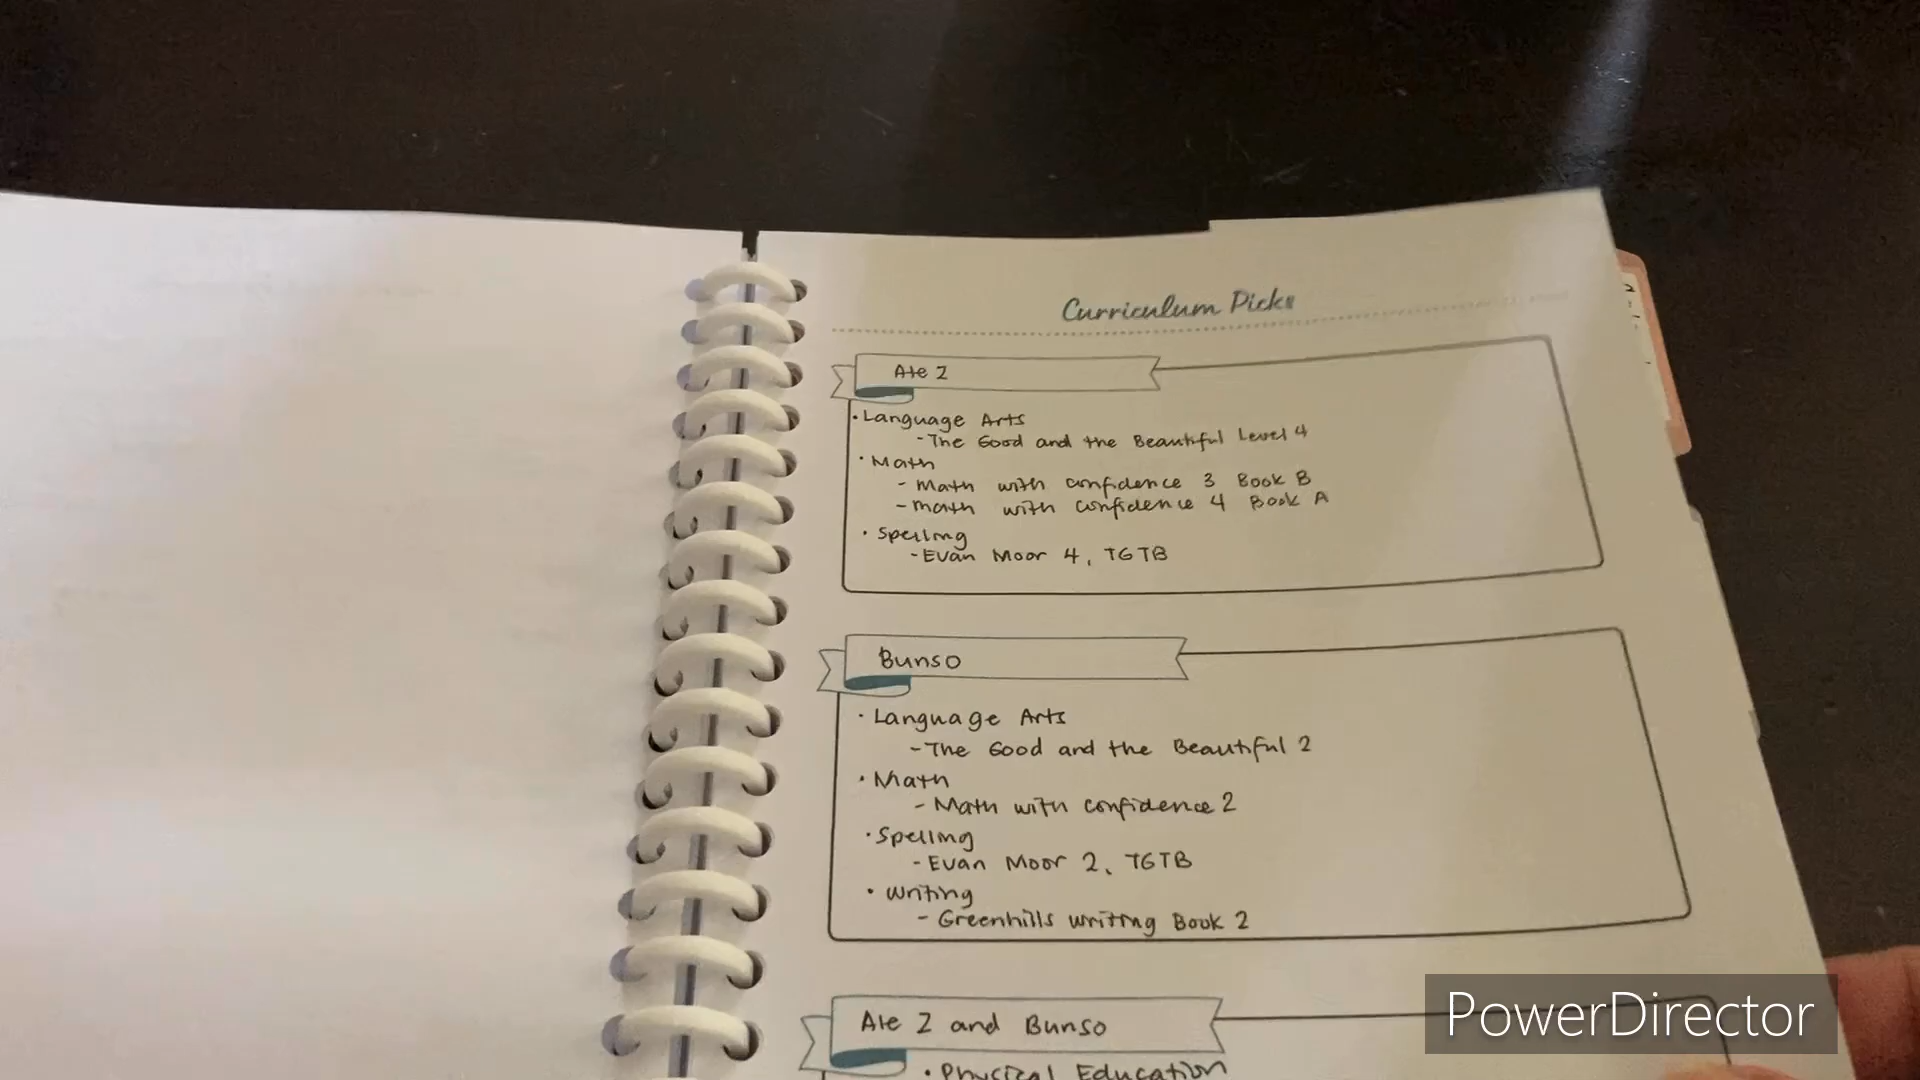 Curriculum Picks
Ate Z
• Language Arts
- The Good and the Beautiful Level 4
• Math
- Math with confidence 3 Book B
- Math with confidence 4 Book A
• Spelling
- Evan Moor 4, TGTB
Bunso
• Language Arts
- The Good and the Beautiful 2
• Math
- Math with confidence 2
• Spelling
- Evan Moor 2, TGTB
• Writing
- Greenhills Writing Book 2
Ate Z and Bunso
• Physical Education
PowerDirector